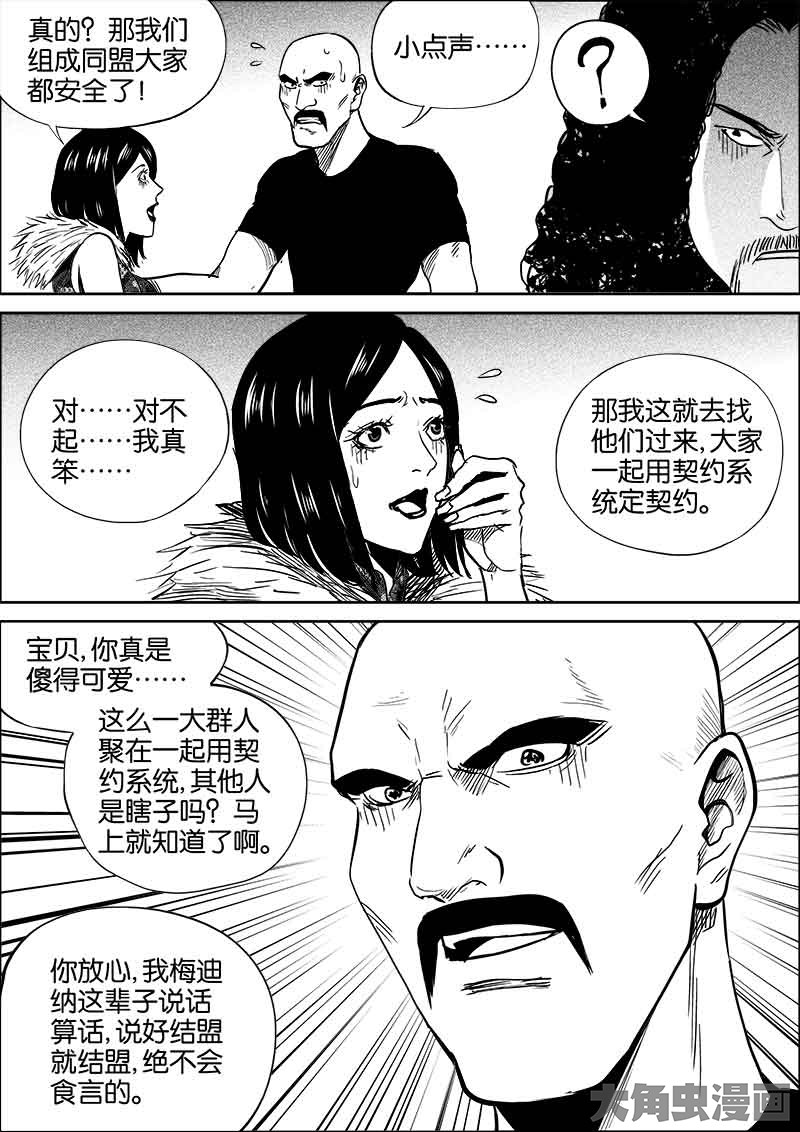 真的？那我们
组成同盟大家
都安全了！
小点声……
？
对……对不
起……我真
笨……
那我这就去找
他们过来，大家
一起用契约系
统定契约。
宝贝，你真是
傻得可爱……
这么一大群人
聚在一起用契
约系统，其他人
是瞎子吗？马
上就知道了啊。
你放心，我梅迪
纳这辈子说话
算话，说好结盟
就结盟，绝不会
食言的。
大角虫漫画